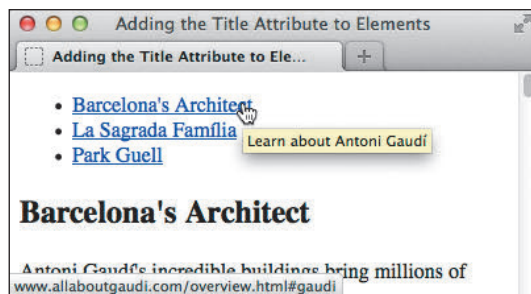 Adding the Title Attribute to Elements
Adding the Title Attribute to Ele...
• Barcelona's Architect
• La Sagrada Família
Learn about Antoni Gaudí
• Park Guell
Barcelona's Architect
Antoni Gaudí's incredible buildings bring millions of
www.allaboutgaudi.com/overview.html#gaudi